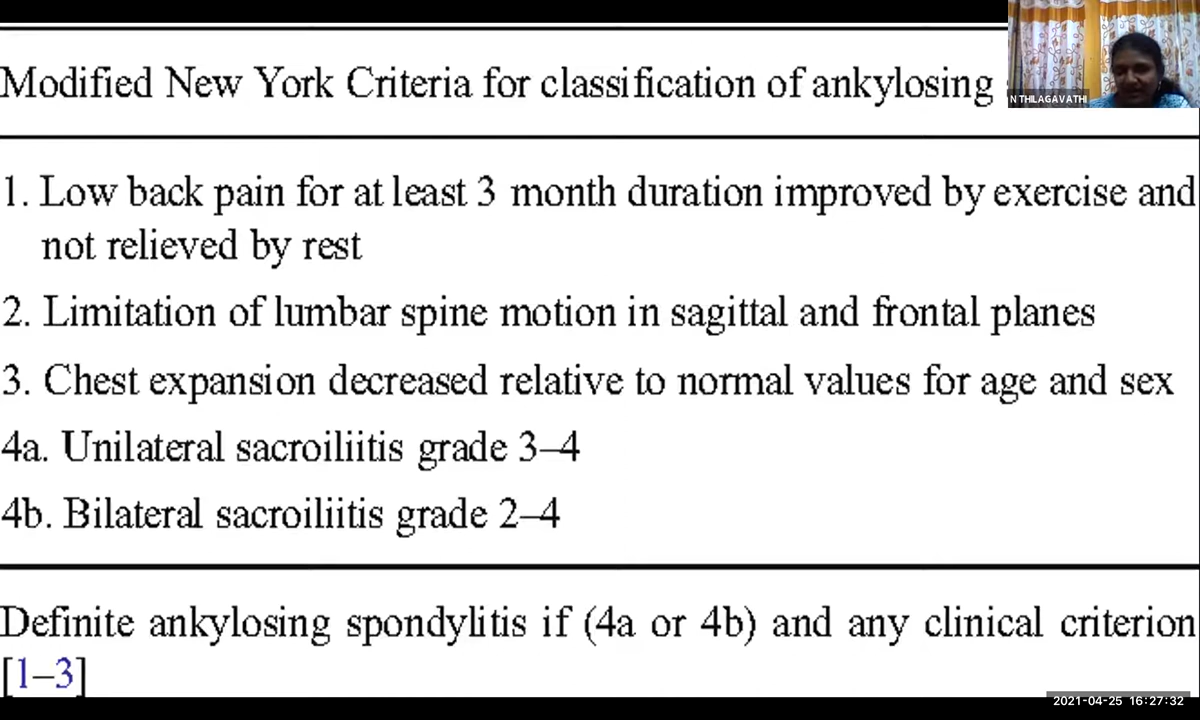 Modified New York Criteria for classification of ankylosing
N THILAGAVATHI
1. Low back pain for at least 3 month duration improved by exercise and
not relieved by rest
2. Limitation of lumbar spine motion in sagittal and frontal planes
3. Chest expansion decreased relative to normal values for age and sex
4a. Unilateral sacroiliitis grade 3–4
4b. Bilateral sacroiliitis grade 2–4
Definite ankylosing spondylitis if (4a or 4b) and any clinical criterion
[1–3]
2021-04-25 16:27:32